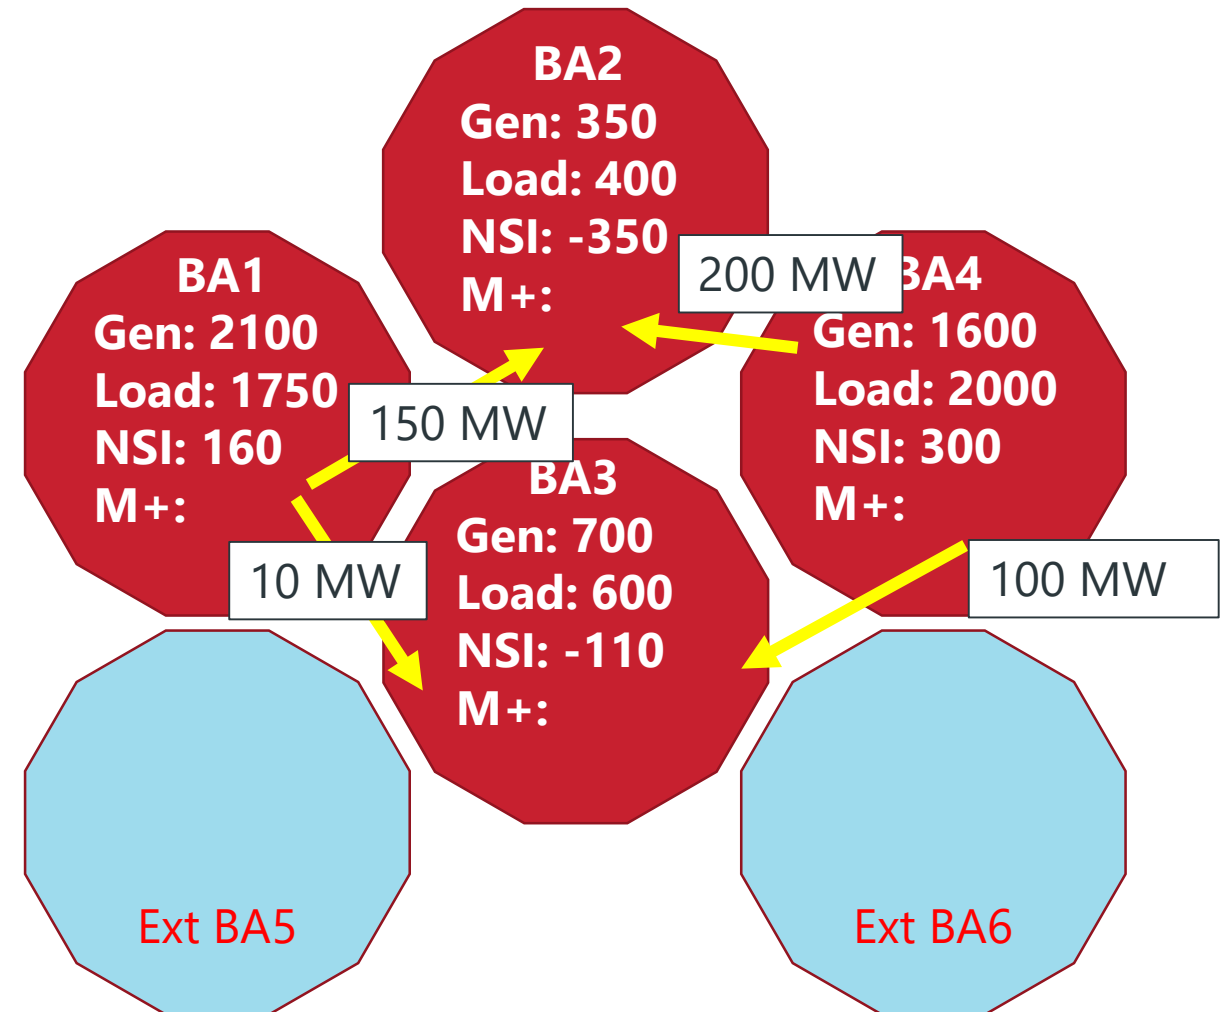 BA2
Gen: 350
Load: 400
NSI: -350
M+:
200 MW
BA1
Gen: 2100
Load: 1750
NSI: 160
M+:
150 MW
BA4
Gen: 1600
Load: 2000
NSI: 300
M+:
BA3
Gen: 700
Load: 600
NSI: -110
M+:
10 MW
100 MW
Ext BA5
Ext BA6